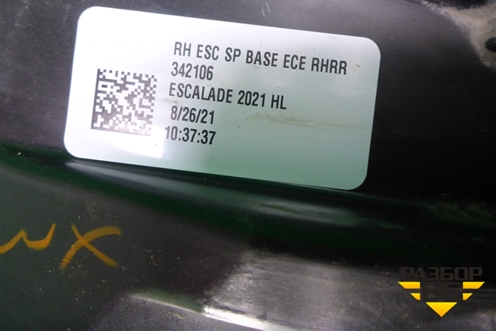 RH ESC SP BASE ECE RHRR
342106
ESCALADE 2021 HL
8/26/21
10:37:37
РАЗБОР